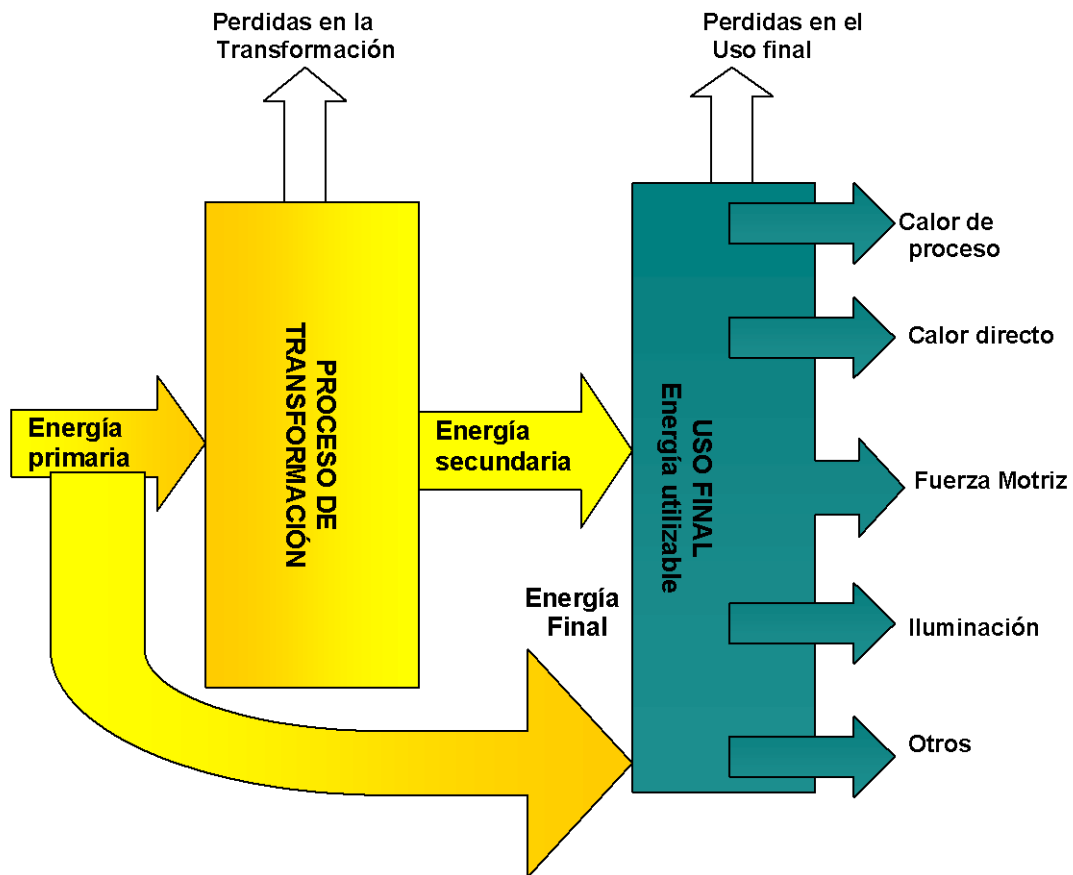 Perdidas en la
Transformación
Perdidas en el
Uso final
Energía
primaria
PROCESO DE
TRANSFORMACIÓN
Energía
secundaria
Energía
Final
USO FINAL
Energía utilizable
Calor de
proceso
Calor directo
Fuerza Motriz
Iluminación
Otros